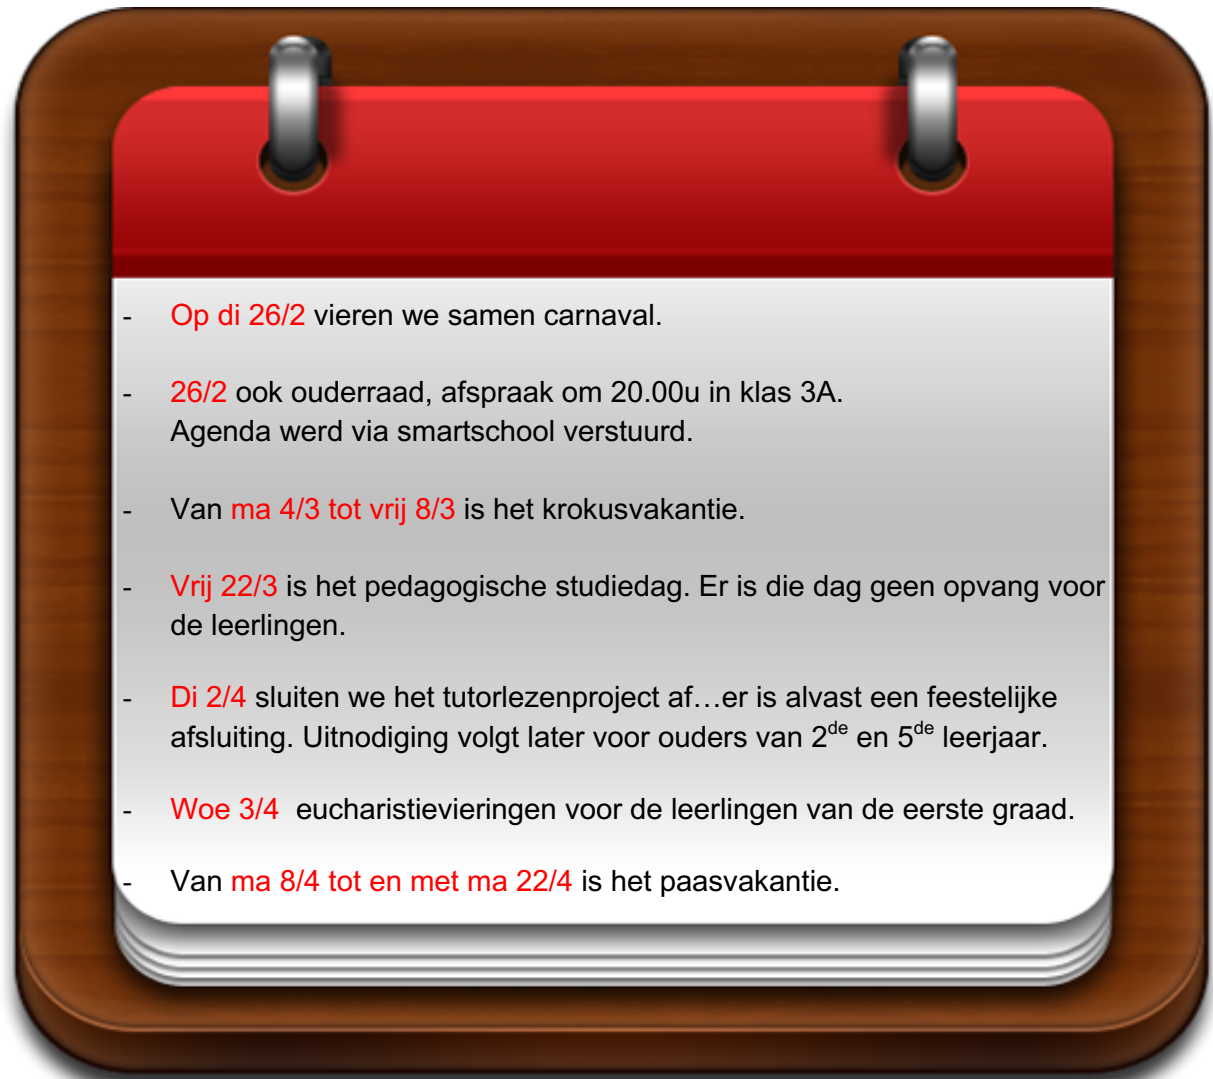 - Op di 26/2 vieren we samen carnaval.
- 26/2 ook ouderraad, afspraak om 20.00u in klas 3A.
Agenda werd via smartschool verstuurd.
- Van ma 4/3 tot vrij 8/3 is het krokusvakantie.
- Vrij 22/3 is het pedagogische studiedag. Er is die dag geen opvang voor
de leerlingen.
- Di 2/4 sluiten we het tutorlezenproject af…er is alvast een feestelijke
afsluiting. Uitnodiging volgt later voor ouders van 2de en 5de leerjaar.
- Woe 3/4  eucharistievieringen voor de leerlingen van de eerste graad.
- Van ma 8/4 tot en met ma 22/4 is het paasvakantie.